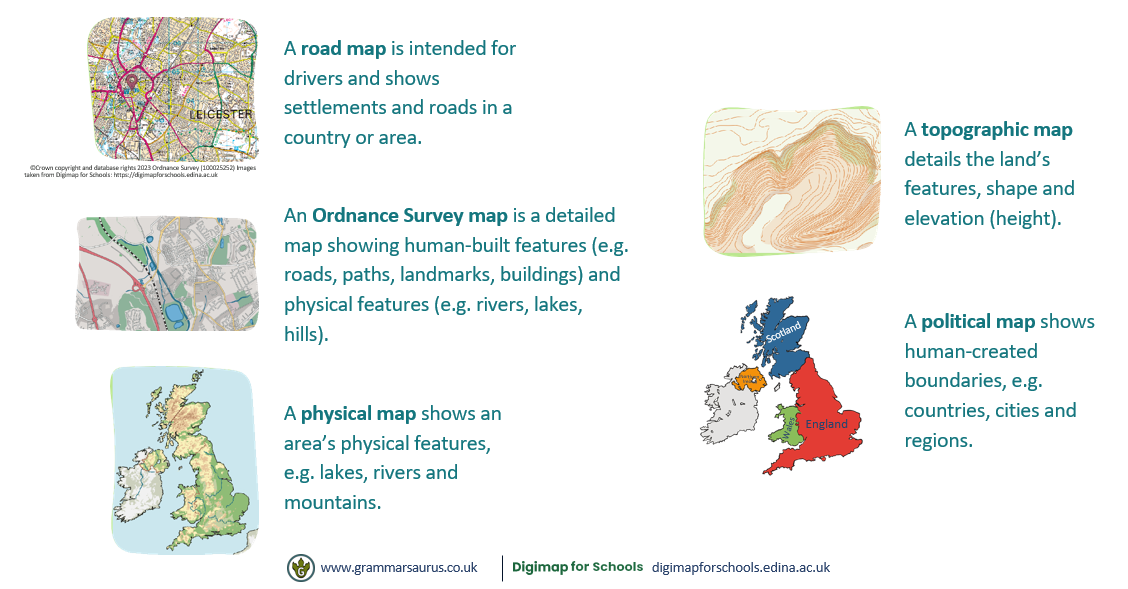 LEICESTER
©Crown copyright and database rights 2023 Ordnance Survey (100025252) Images
taken from Digimap for Schools: https://digimapforschools.edina.ac.uk
A road map is intended for
drivers and shows
settlements and roads in a
country or area.
An Ordnance Survey map is a detailed
map showing human-built features (e.g.
roads, paths, landmarks, buildings) and
physical features (e.g. rivers, lakes,
hills).
A physical map shows an
area’s physical features,
e.g. lakes, rivers and
mountains.
A topographic map
details the land’s
features, shape and
elevation (height).
Scotland
Wales
England
A political map shows
human-created
boundaries, e.g.
countries, cities and
regions.
G
www.grammarsaurus.co.uk
Digimap for Schools digimapforschools.edina.ac.uk